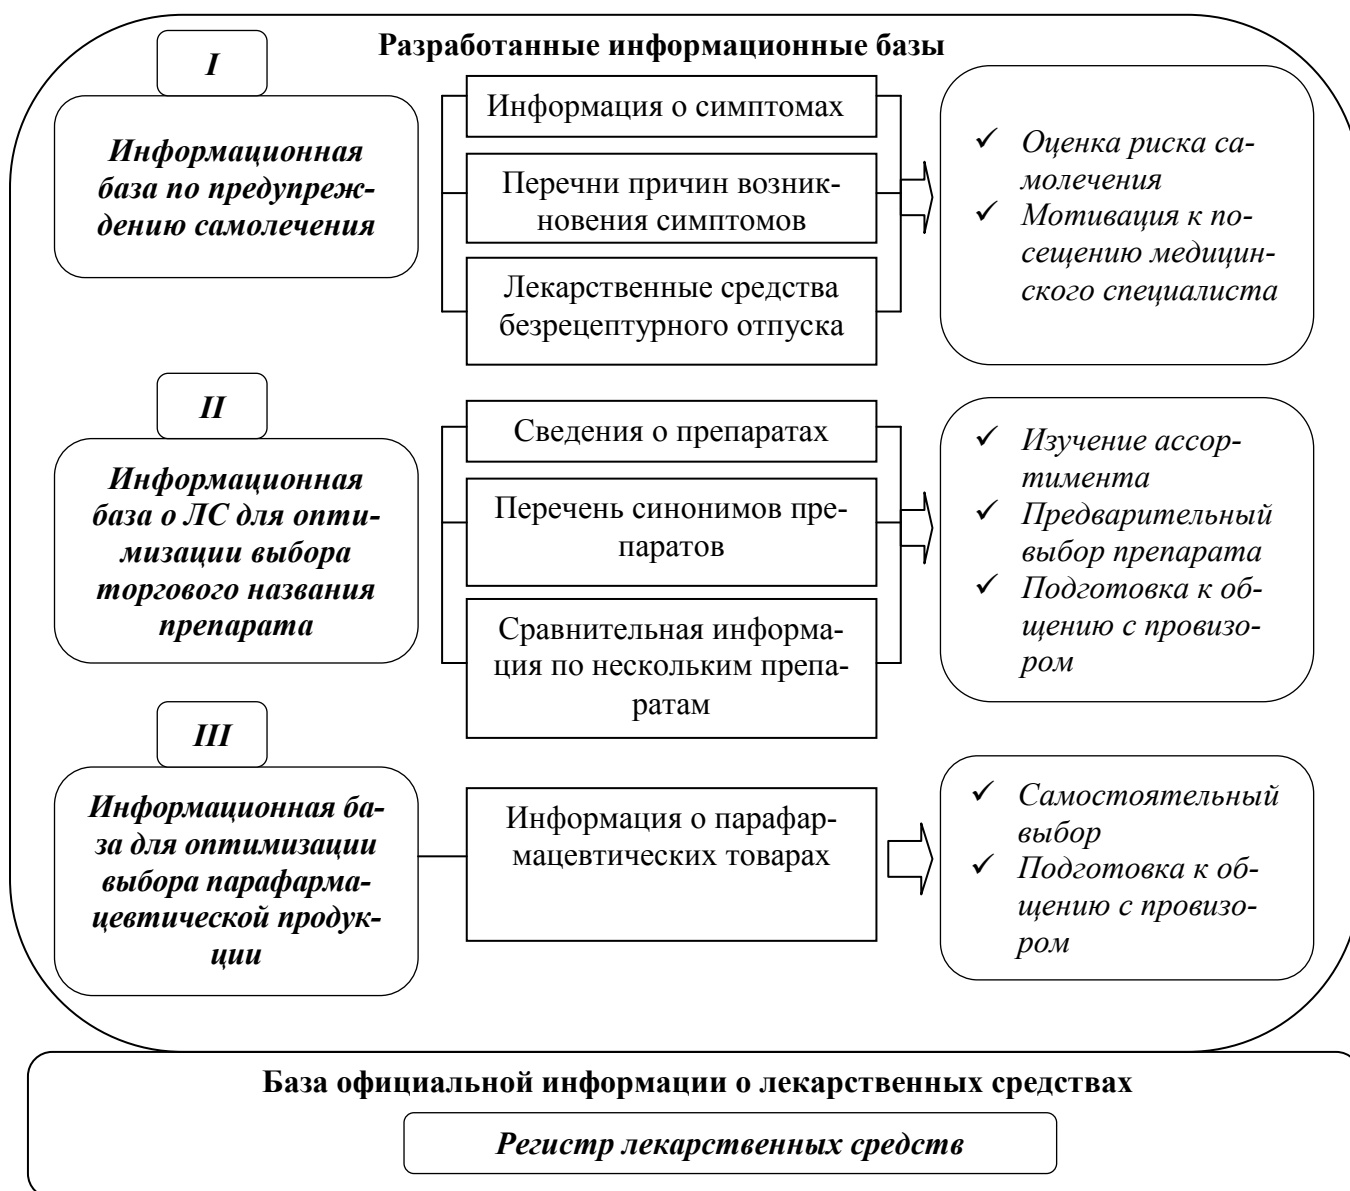 Разработанные информационные базы
I
Информационная
база по предупреж-
дению самолечения
Информация о симптомах
Перечни причин возник-
новения симптомов
Лекарственные средства
безрецептурного отпуска
✓ Оценка риска са-
молечения
✓ Мотивация к по-
сещению медицин-
ского специалиста
II
Информационная
база о ЛС для опти-
мизации выбора
торгового названия
препарата
Сведения о препаратах
Перечень синонимов пре-
паратов
Сравнительная информа-
ция по нескольким препа-
ратам
✓ Изучение ассор-
тимента
✓ Предварительный
выбор препарата
✓ Подготовка к об-
щению с провизо-
ром
III
Информационная ба-
за для оптимизации
выбора парафарма-
цевтической продук-
ции
Информация о парафар-
мацевтических товарах
✓ Самостоятельный
выбор
✓ Подготовка к об-
щению с провизо-
ром
База официальной информации о лекарственных средствах
Регистр лекарственных средств